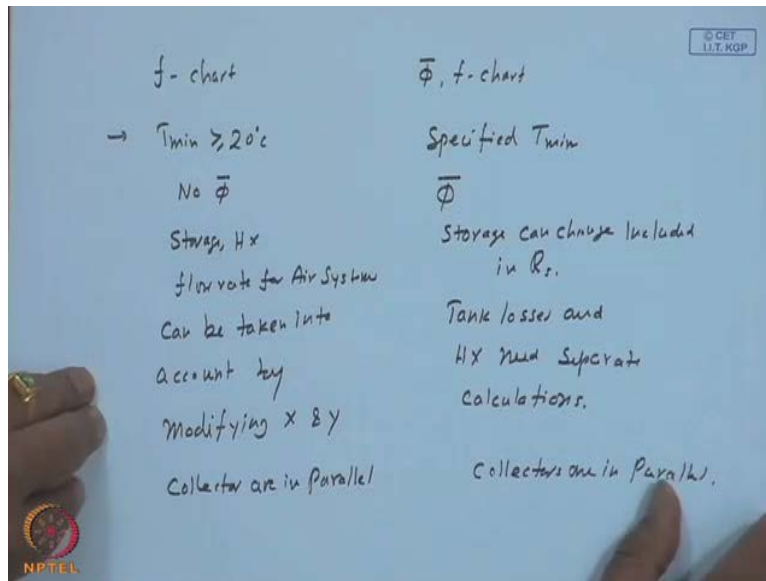 © CET
I.I.T. KGP
f - chart
Φ̅, f-chart
→ Tmin ≥ 20°c
Specified Tmin
No Φ̅
Φ̅
Storage, Hx
flow rate for Air System
can be taken into
account by
Modifying X & Y
Storage can change Included
in Rs.
Tank losses and
HX need Separate
calculations.
Collector are in Parallel
Collectors are in Parallel.
NPTEL